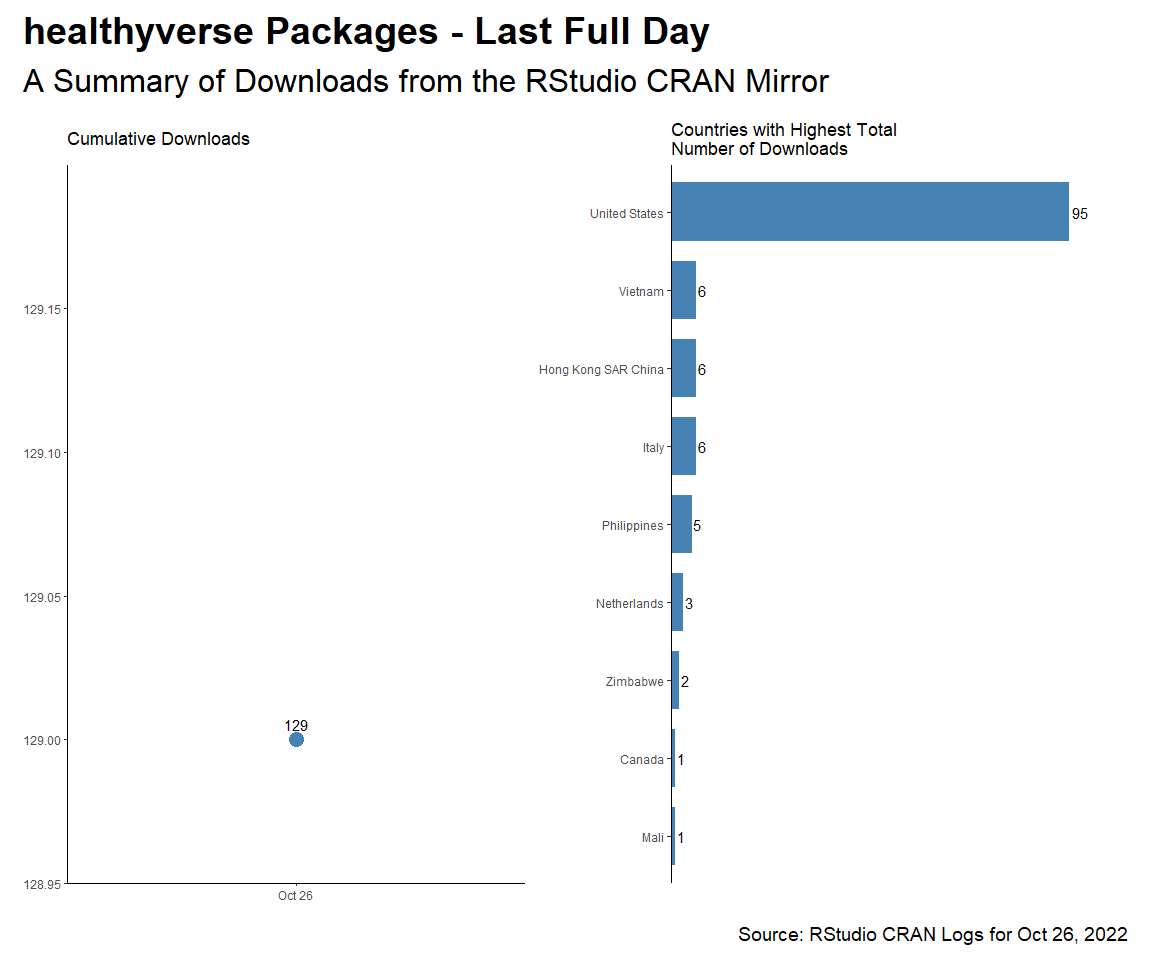 healthyverse Packages - Last Full Day
A Summary of Downloads from the RStudio CRAN Mirror
Cumulative Downloads
129.15
129.10
129.05
129.00
128.95
129
Oct 26
Countries with Highest Total
Number of Downloads
United States 95
Vietnam 6
Hong Kong SAR China 6
Italy 6
Philippines 5
Netherlands 3
Zimbabwe 2
Canada 1
Mali 1
Source: RStudio CRAN Logs for Oct 26, 2022